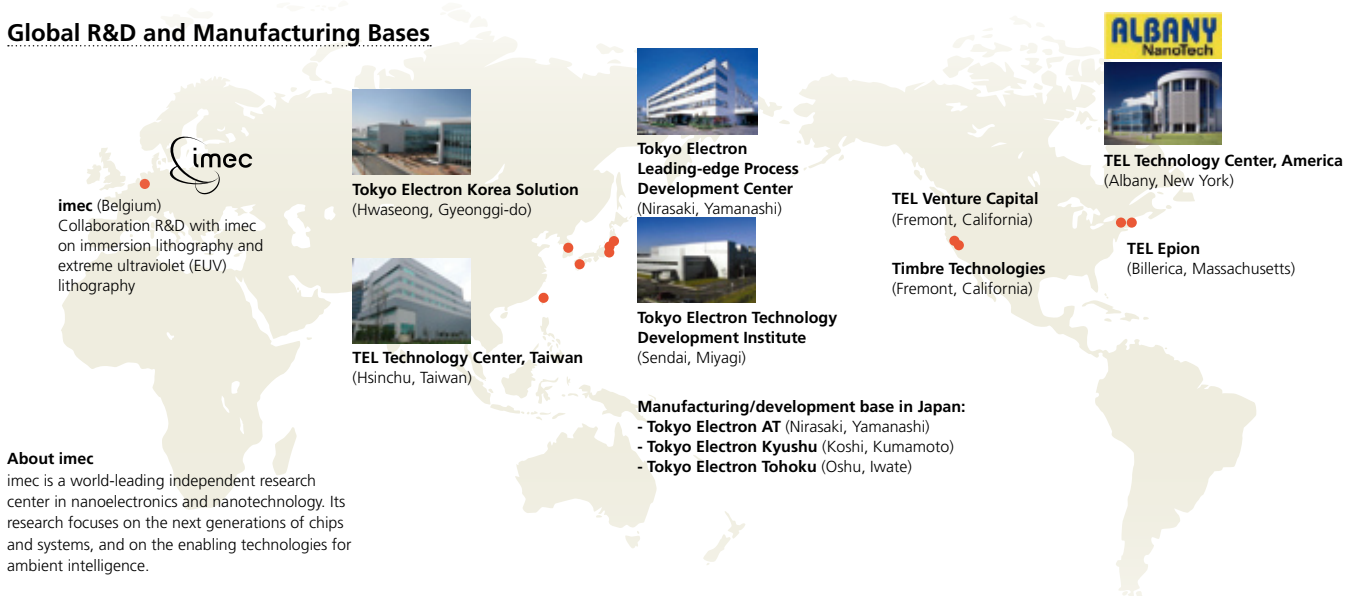 Global R&D and Manufacturing Bases
imec
imec (Belgium)
Collaboration R&D with imec
on immersion lithography and
extreme ultraviolet (EUV)
lithography
Tokyo Electron Korea Solution
(Hwaseong, Gyeonggi-do)
TEL Technology Center, Taiwan
(Hsinchu, Taiwan)
Tokyo Electron
Leading-edge Process
Development Center
(Nirasaki, Yamanashi)
Tokyo Electron Technology
Development Institute
(Sendai, Miyagi)
Manufacturing/development base in Japan:
- Tokyo Electron AT (Nirasaki, Yamanashi)
- Tokyo Electron Kyushu (Koshi, Kumamoto)
- Tokyo Electron Tohoku (Oshu, Iwate)
TEL Venture Capital
(Fremont, California)
Timbre Technologies
(Fremont, California)
ALBANY
NanoTech
TEL Technology Center, America
(Albany, New York)
TEL Epion
(Billerica, Massachusetts)
About imec
imec is a world-leading independent research
center in nanoelectronics and nanotechnology. Its
research focuses on the next generations of chips
and systems, and on the enabling technologies for
ambient intelligence.